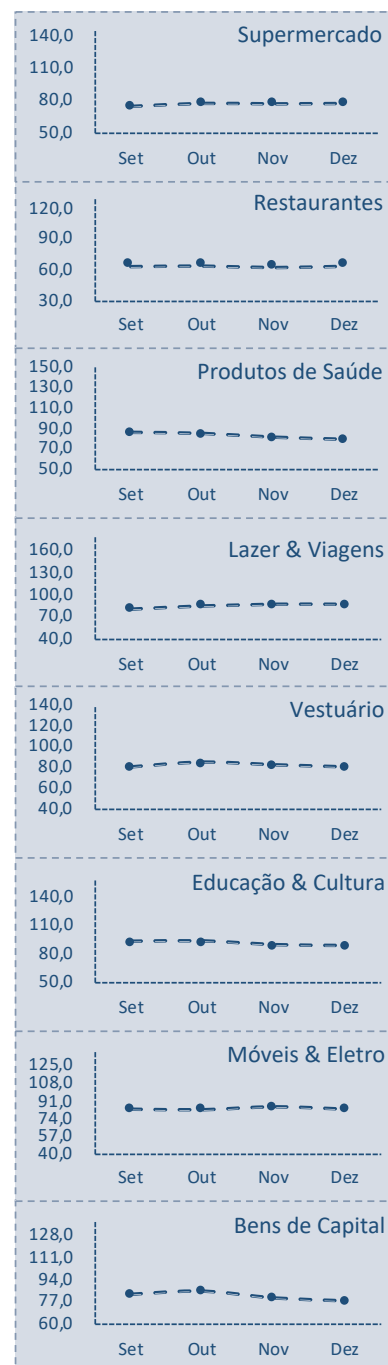 Supermercado
140,0
110,0
80,0
50,0
Set Out Nov Dez
Restaurantes
120,0
90,0
60,0
30,0
Set Out Nov Dez
Produtos de Saúde
150,0
130,0
110,0
90,0
70,0
50,0
Set Out Nov Dez
Lazer & Viagens
160,0
130,0
100,0
70,0
40,0
Set Out Nov Dez
Vestuário
140,0
120,0
100,0
80,0
60,0
40,0
Set Out Nov Dez
Educação & Cultura
140,0
110,0
80,0
50,0
Set Out Nov Dez
Móveis & Eletro
125,0
108,0
91,0
74,0
57,0
40,0
Set Out Nov Dez
Bens de Capital
128,0
111,0
94,0
77,0
60,0
Set Out Nov Dez